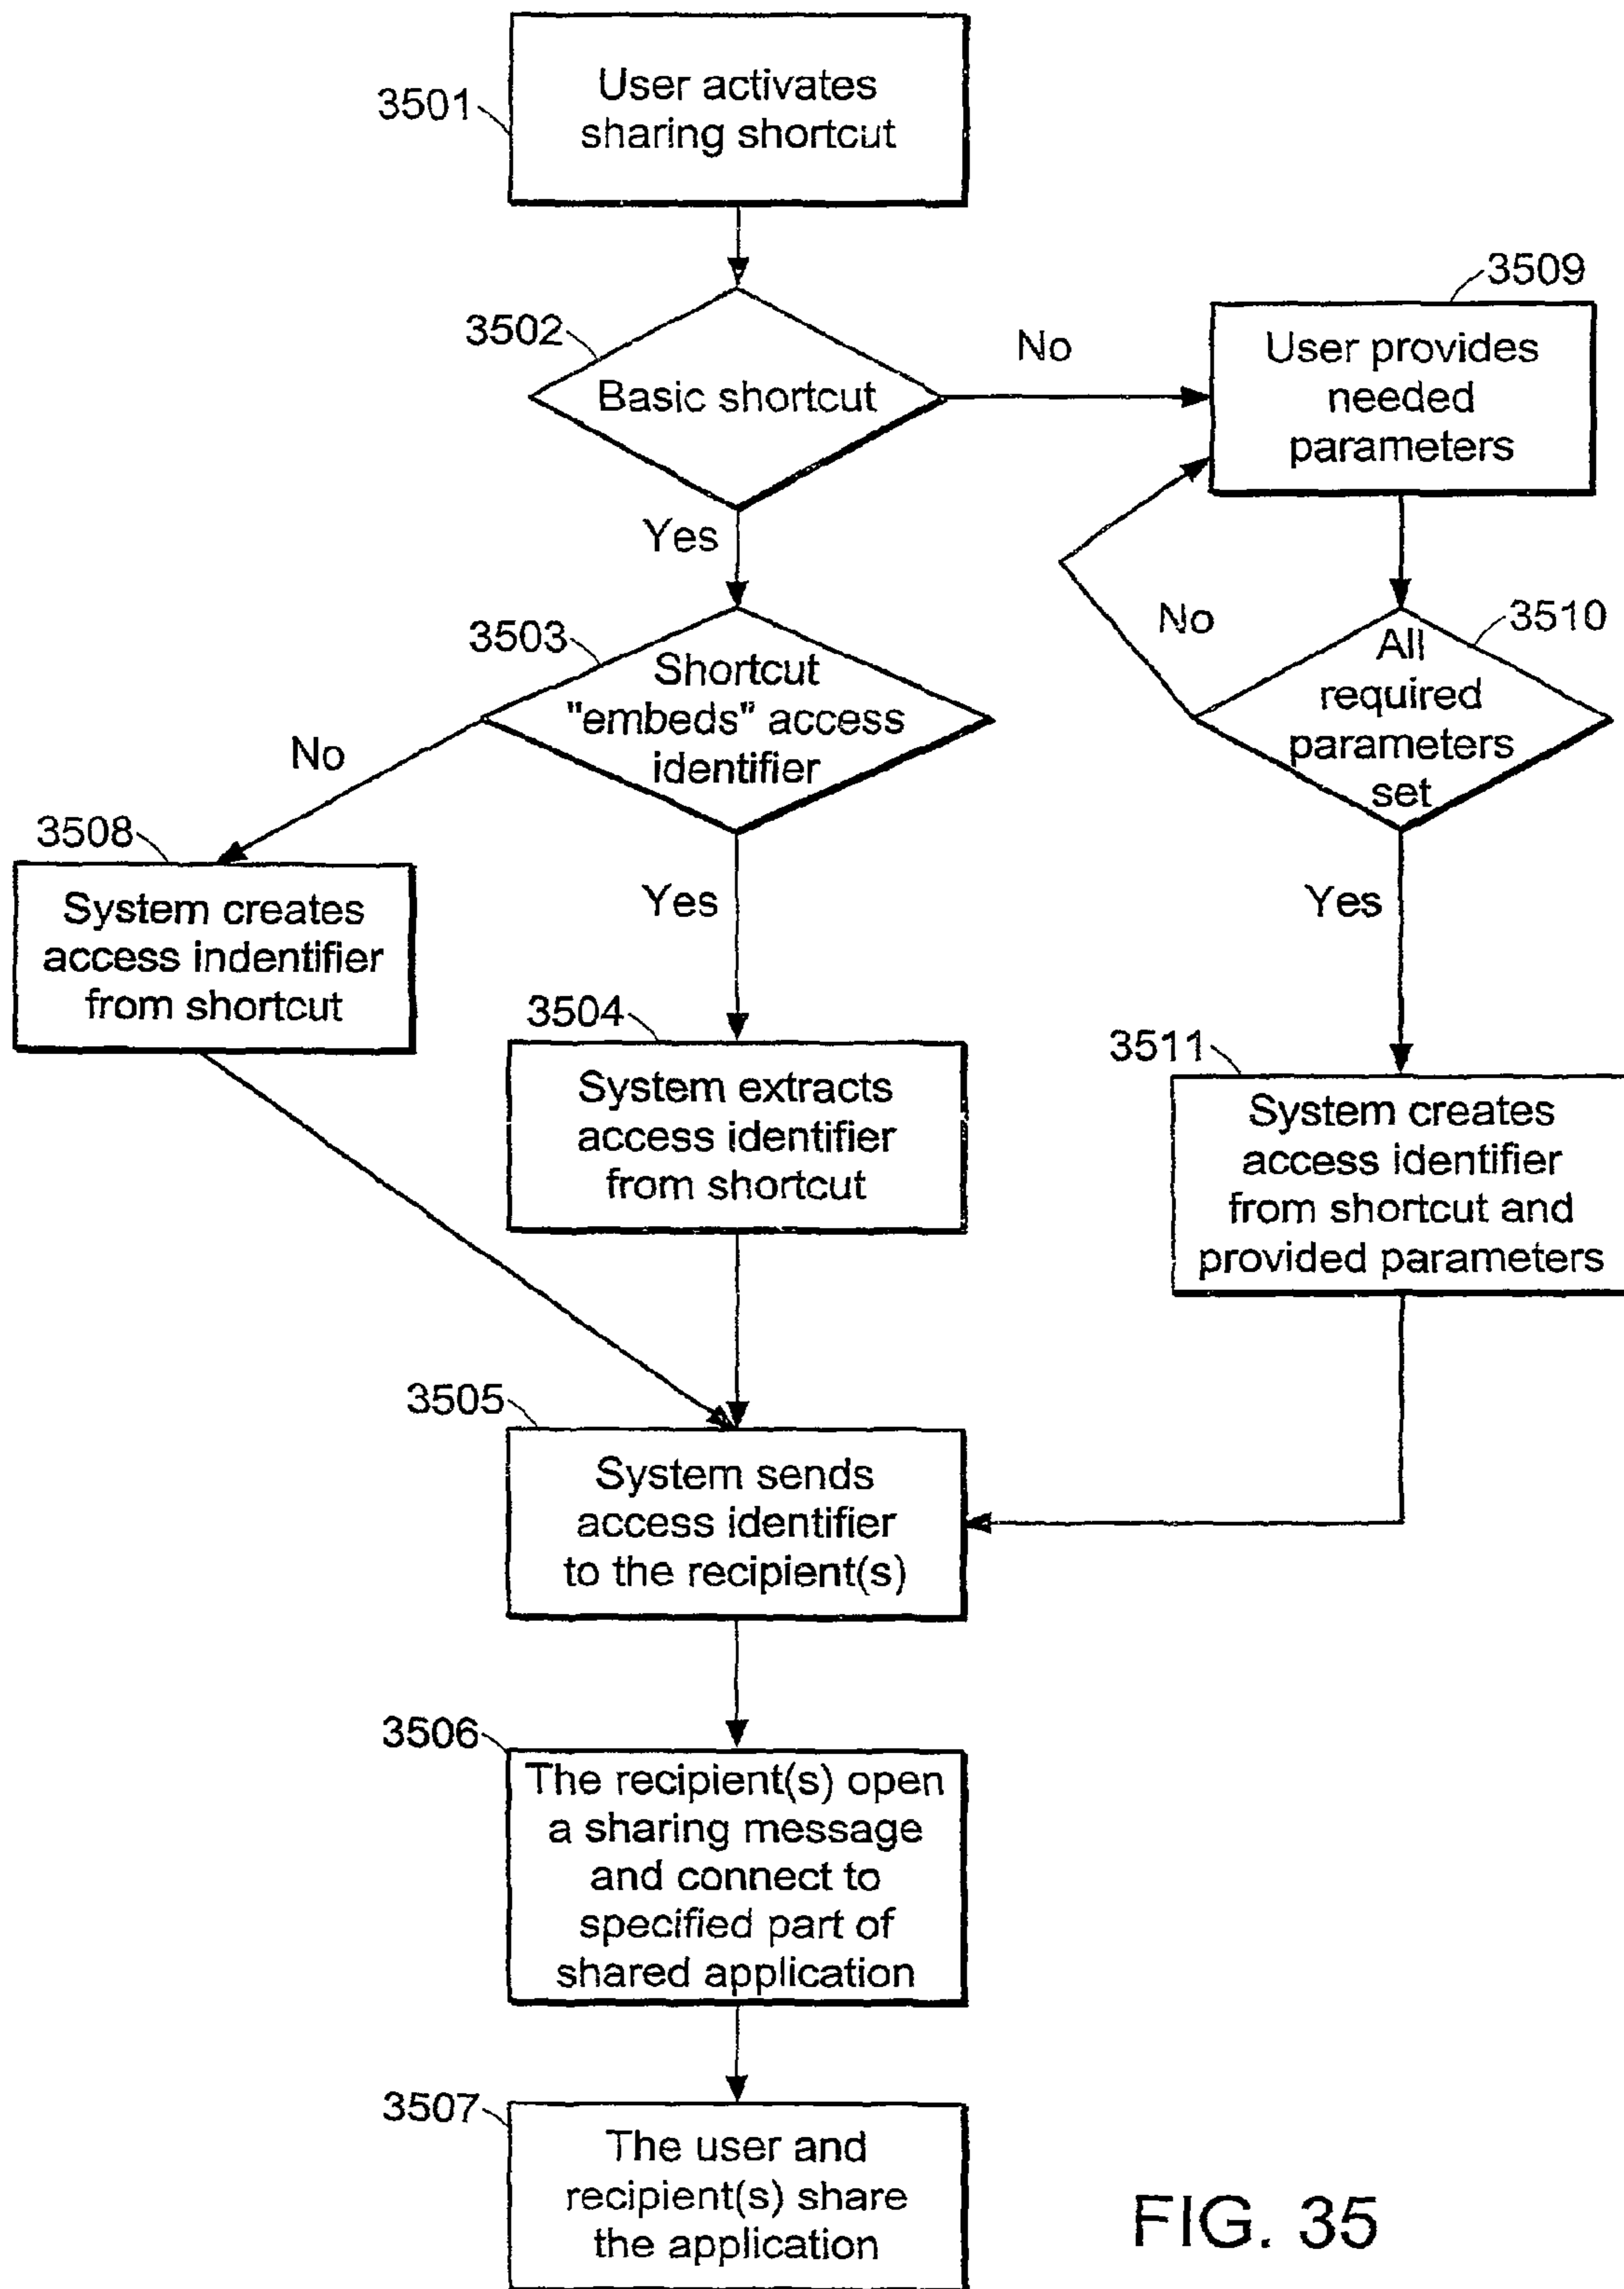 User activates
sharing shortcut
3501
3502
Basic shortcut
No
3509
User provides
needed
parameters
Yes
3503
Shortcut
"embeds" access
identifier
No
3510
All
required
parameters
set
No
3508
System creates
access indentifier
from shortcut
Yes
3504
System extracts
access identifier
from shortcut
Yes
3511
System creates
access identifier
from shortcut and
provided parameters
3505
System sends
access identifier
to the recipient(s)
3506
The recipient(s) open
a sharing message
and connect to
specified part of
shared application
3507
The user and
recipient(s) share
the application
FIG. 35